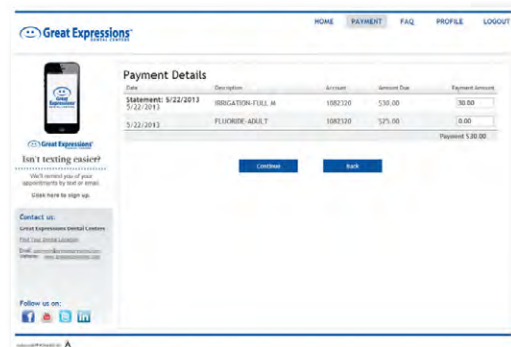 HOME PAYMENT FAQ PROFILE LOGOUT
Great Expressions
DENTAL CENTERS
Payment Details
Date Description Account Amount Due Payment Amount
Statement: 5/22/2013
5/22/2013 IRRIGATION-FULL M 1082320 $30.00 30.00
5/22/2013 FLUORIDE-ADULT 1082320 $25.00 0.00
Payment $30.00
Continue Back
Great Expressions
Great Expressions
Isn't texting easier?
We'll remind you of your
appointments by text or email.
Click here to sign up.
Contact us:
Great Expressions Dental Centers
Find Your Dental Location
Email:
Website:
Follow us on: